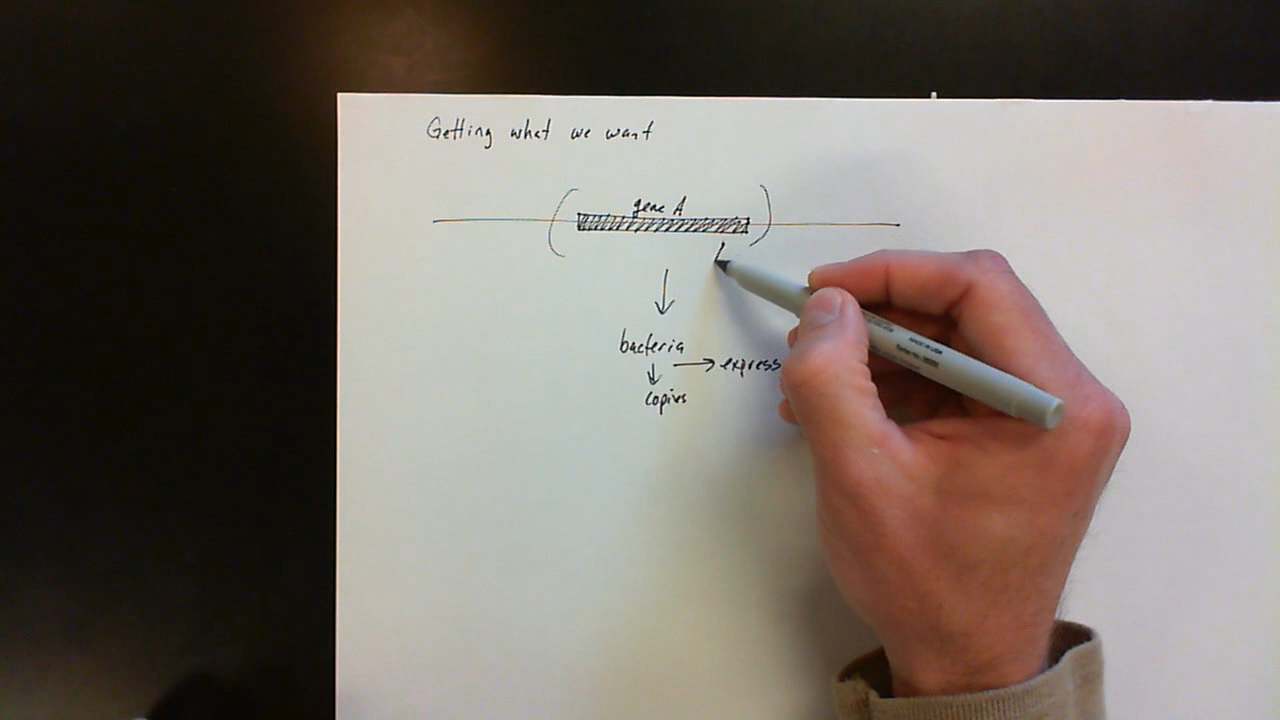 Getting what we want
gene A
bacteria
express
copies